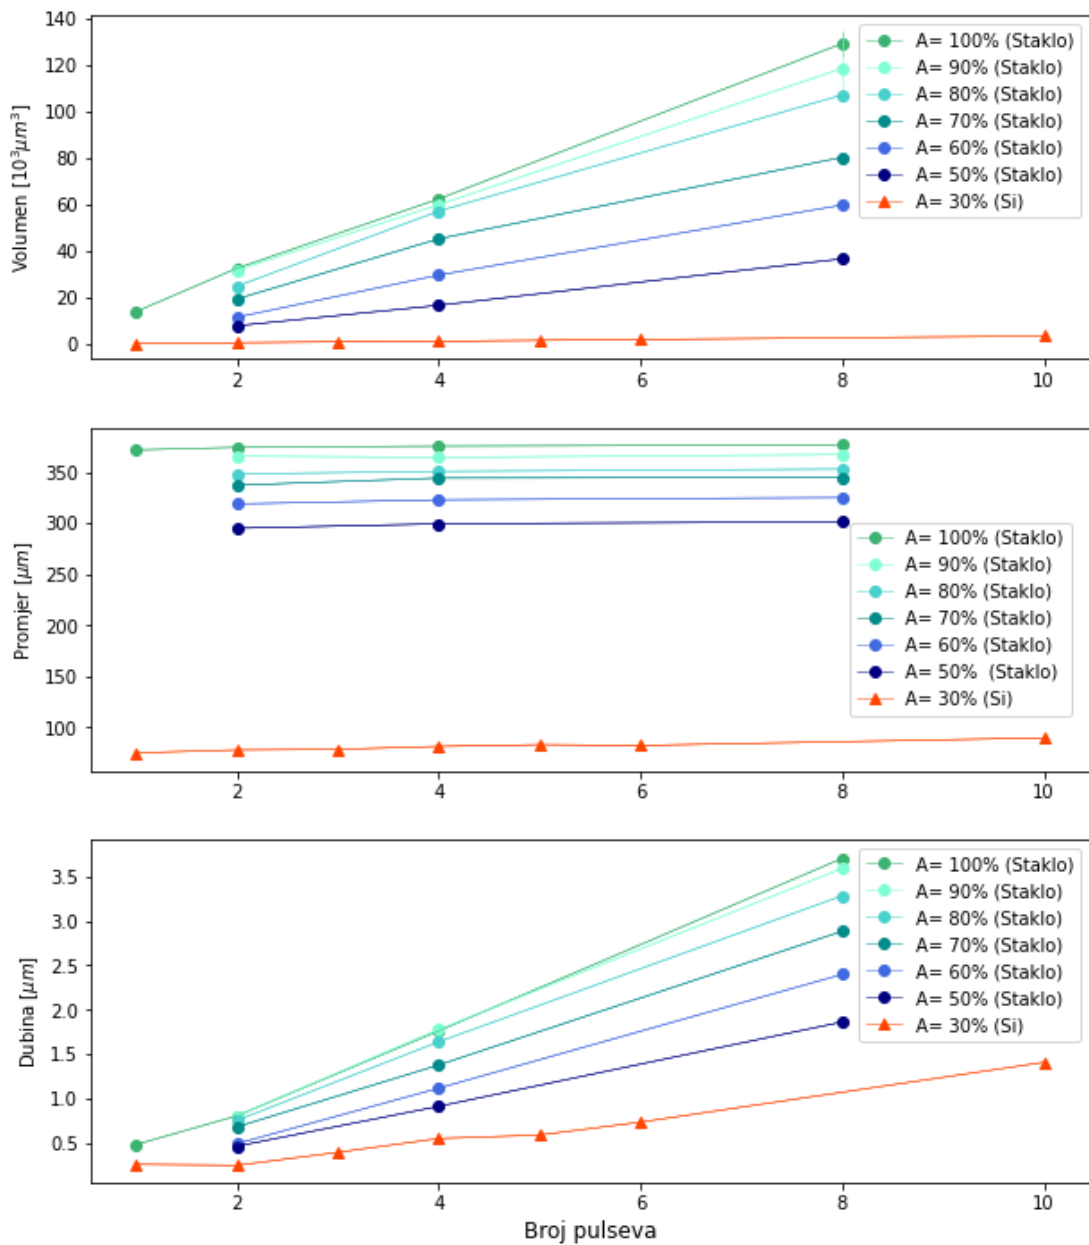 140
120
100
80
60
40
20
0
Volumen [10³μm³]
A= 100% (Staklo)
A= 90% (Staklo)
A= 80% (Staklo)
A= 70% (Staklo)
A= 60% (Staklo)
A= 50% (Staklo)
A= 30% (Si)
2 4 6 8 10
350
300
250
200
150
100
Promjer [μm]
A= 100% (Staklo)
A= 90% (Staklo)
A= 80% (Staklo)
A= 70% (Staklo)
A= 60% (Staklo)
A= 50%  (Staklo)
A= 30% (Si)
2 4 6 8 10
3.5
3.0
2.5
2.0
1.5
1.0
0.5
Dubina [μm]
A= 100% (Staklo)
A= 90% (Staklo)
A= 80% (Staklo)
A= 70% (Staklo)
A= 60% (Staklo)
A= 50% (Staklo)
A= 30% (Si)
2 4 6 8 10
Broj pulseva